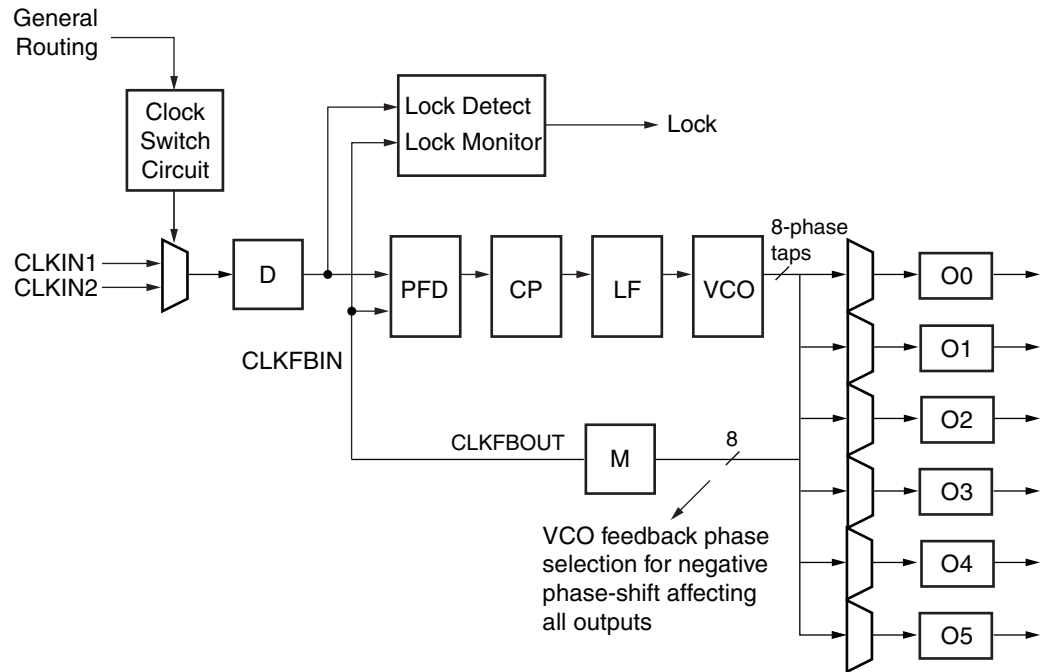 General
Routing
Clock
Switch
Circuit
Lock Detect
Lock Monitor
Lock
CLKIN1
CLKIN2
D
PFD
CP
LF
VCO
8-phase
taps
O0
O1
O2
O3
O4
O5
CLKFBIN
CLKFBOUT
M
8
VCO feedback phase
selection for negative
phase-shift affecting
all outputs